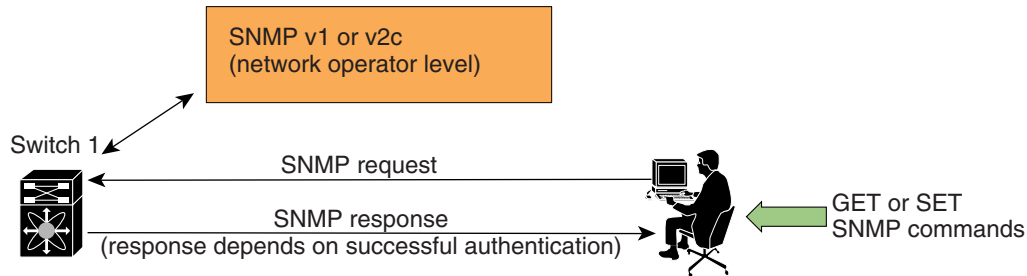 SNMP v1 or v2c
(network operator level)
Switch 1
SNMP request
SNMP response
(response depends on successful authentication)
GET or SET
SNMP commands